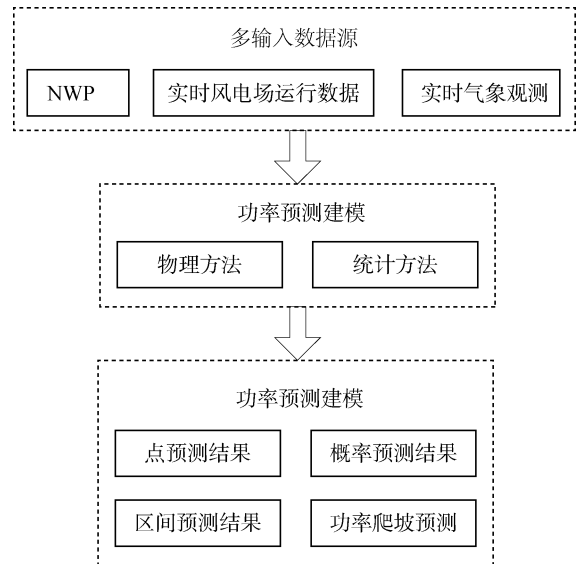 多输入数据源
NWP 实时风电场运行数据 实时气象观测
功率预测建模
物理方法 统计方法
功率预测建模
点预测结果 概率预测结果
区间预测结果 功率爬坡预测